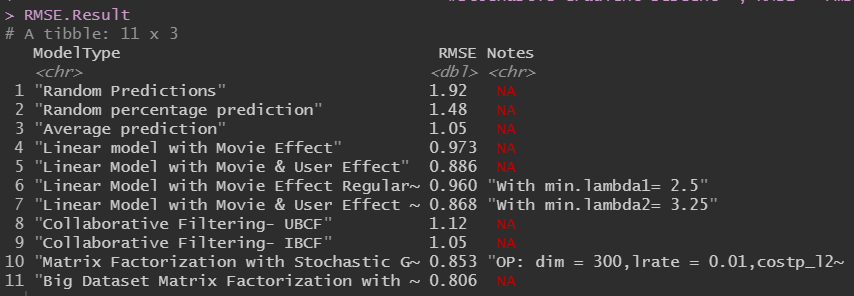 > RMSE.Result
# A tibble: 11 x 3
ModelType RMSE Notes
<chr> <dbl> <chr>
1 "Random Predictions" 1.92 NA
2 "Random percentage prediction" 1.48 NA
3 "Average prediction" 1.05 NA
4 "Linear model with Movie Effect" 0.973 NA
5 "Linear Model with Movie & User Effect" 0.886 NA
6 "Linear Model with Movie Effect Regular~ 0.960 "With min.lambda1= 2.5"
7 "Linear Model with Movie & User Effect ~ 0.868 "With min.lambda2= 3.25"
8 "Collaborative Filtering- UBCF" 1.12 NA
9 "Collaborative Filtering- IBCF" 1.05 NA
10 "Matrix Factorization with Stochastic G~ 0.853 "OP: dim = 300,lrate = 0.01,costp_l2~
11 "Big Dataset Matrix Factorization with ~ 0.806 NA